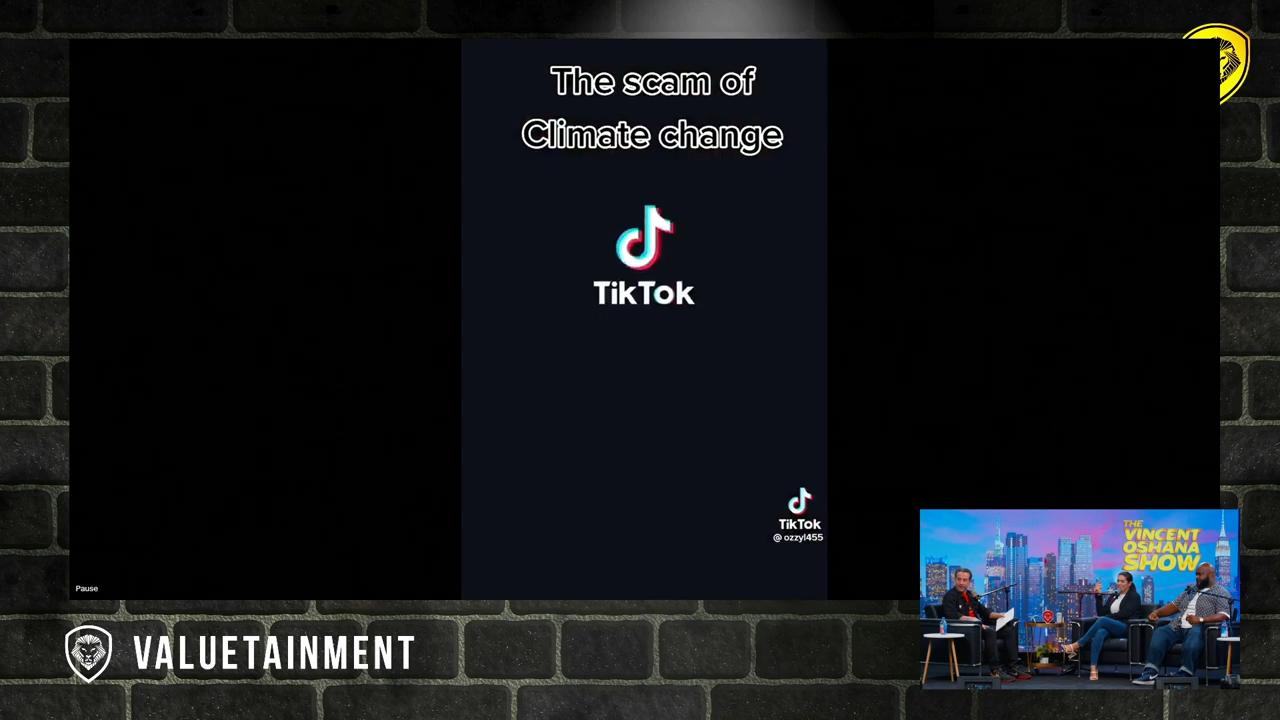 The scam of
Climate change
TikTok
TikTok
@ ozzyl455
Pause
THE
VINCENT
OSHANA
SHOW
VALUETAINMENT